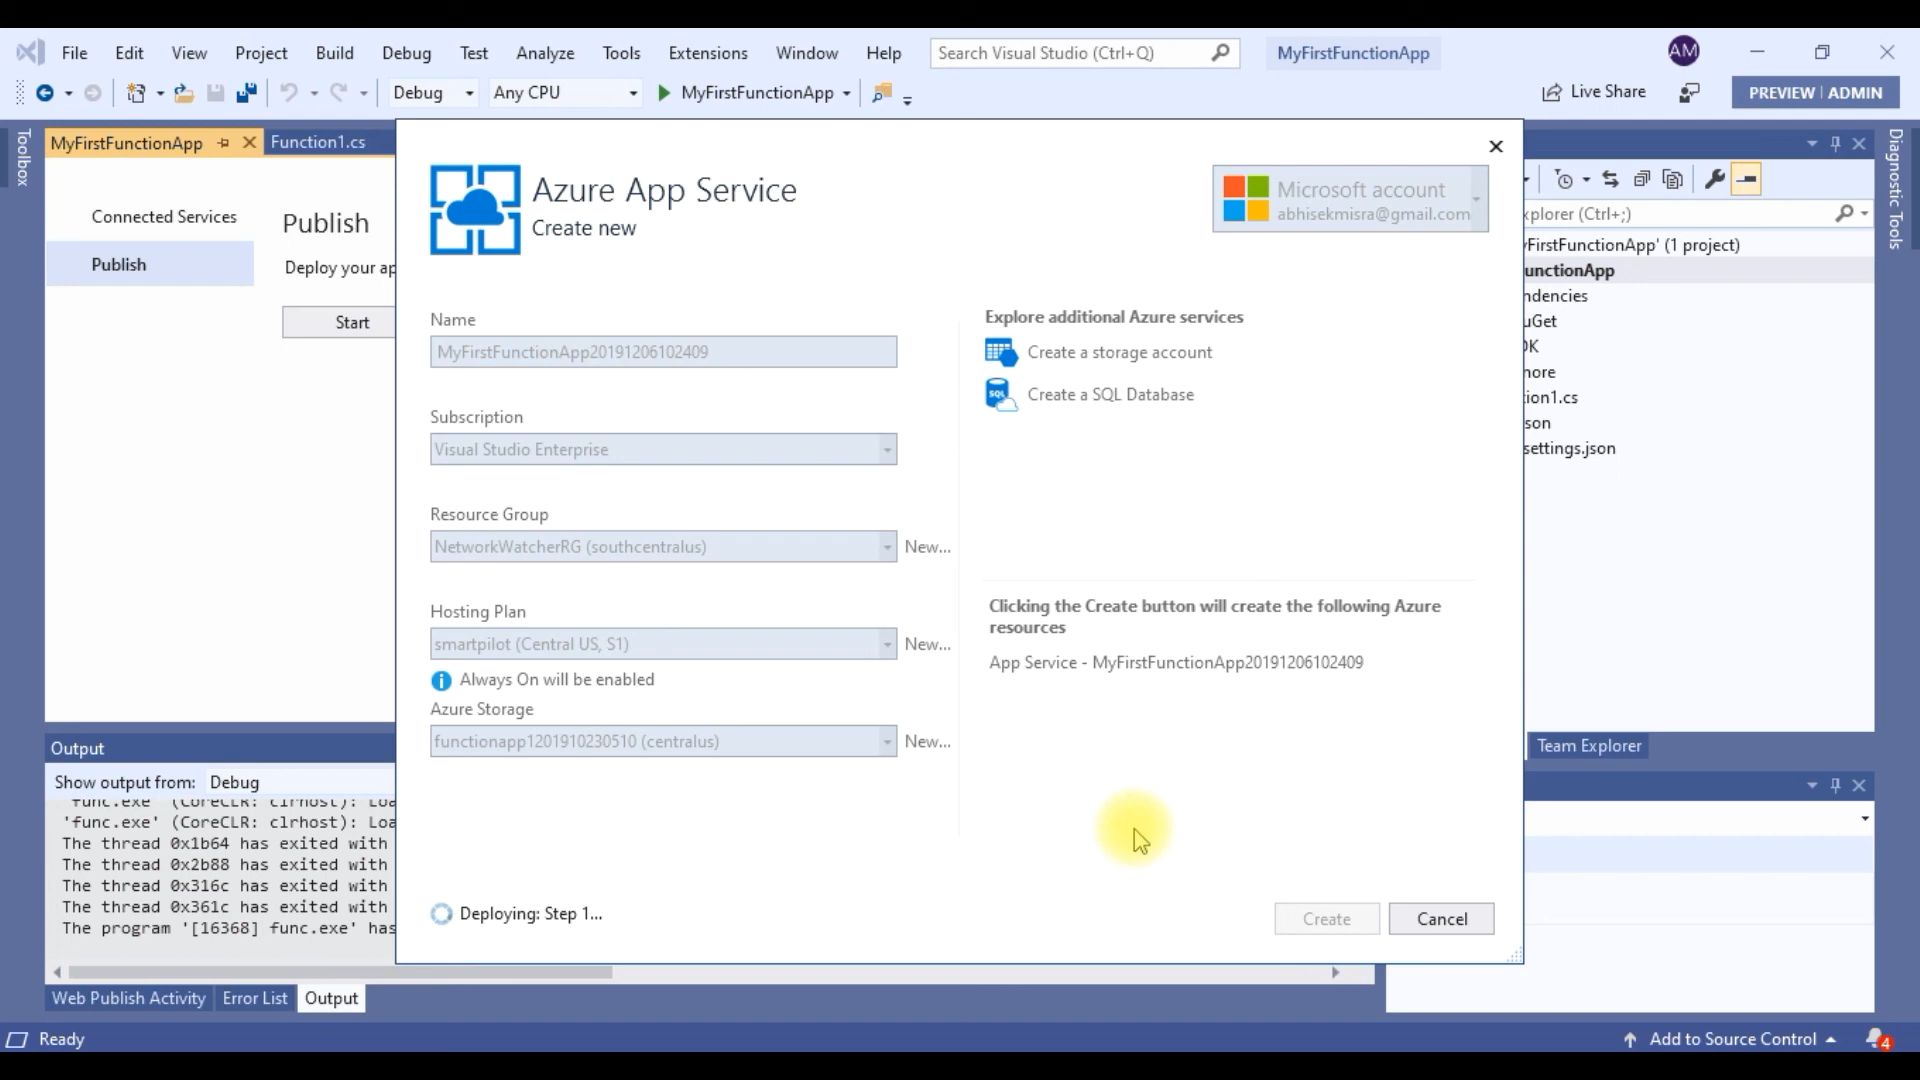 File Edit View Project Build Debug Test Analyze Tools Extensions Window Help Search Visual Studio (Ctrl+Q) MyFirstFunctionApp AM
Debug Any CPU MyFirstFunctionApp Live Share PREVIEW ADMIN
Toolbox
MyFirstFunctionApp Function1.cs
Connected Services
Publish
Publish
Deploy your ap
Start
Azure App Service
Create new
Microsoft account
abhisekmisra@gmail.com
Name
MyFirstFunctionApp20191206102409
Subscription
Visual Studio Enterprise
Resource Group
NetworkWatcherRG (southcentralus) New...
Hosting Plan
smartpilot (Central US, S1) New...
Always On will be enabled
Azure Storage
functionapp1201910230510 (centralus) New...
Explore additional Azure services
Create a storage account
SQL Create a SQL Database
Clicking the Create button will create the following Azure
resources
App Service - MyFirstFunctionApp20191206102409
Deploying: Step 1...
Create Cancel
xplorer (Ctrl+;)
yFirstFunctionApp' (1 project)
unctionApp
ndencies
uGet
DK
nore
ion1.cs
son
settings.json
Team Explorer
Diagnostic Tools
Output
Show output from: Debug
'func.exe' (CoreCLR: clrhost): Loa
'func.exe' (CoreCLR: clrhost): Loa
The thread 0x1b64 has exited with
The thread 0x2b88 has exited with
The thread 0x316c has exited with
The thread 0x361c has exited with
The program '[16368] func.exe' has
Web Publish Activity Error List Output
Ready Add to Source Control 4